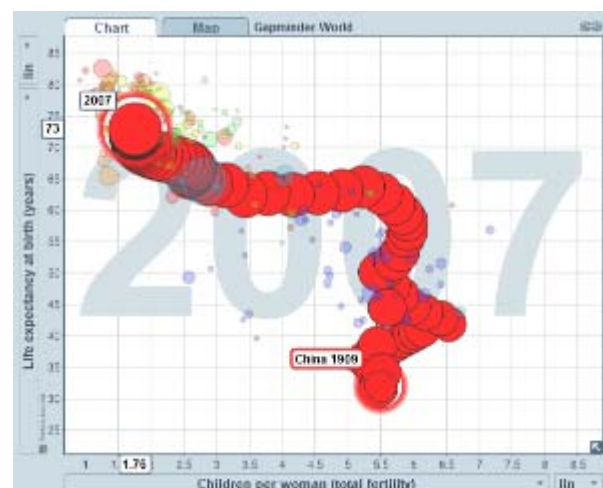 Chart Map Gapminder World
lin
85
80
2007
75
73
70
65
2007
60
Life expectancy at birth (years)
55
50
45
40
China 1909
35
30
25
1 1. 1.76 2.5 3 3.5 4 4.5 5 5.5 6 6.5 7 7.5 8 8.5
Children per woman (total fertility) lin